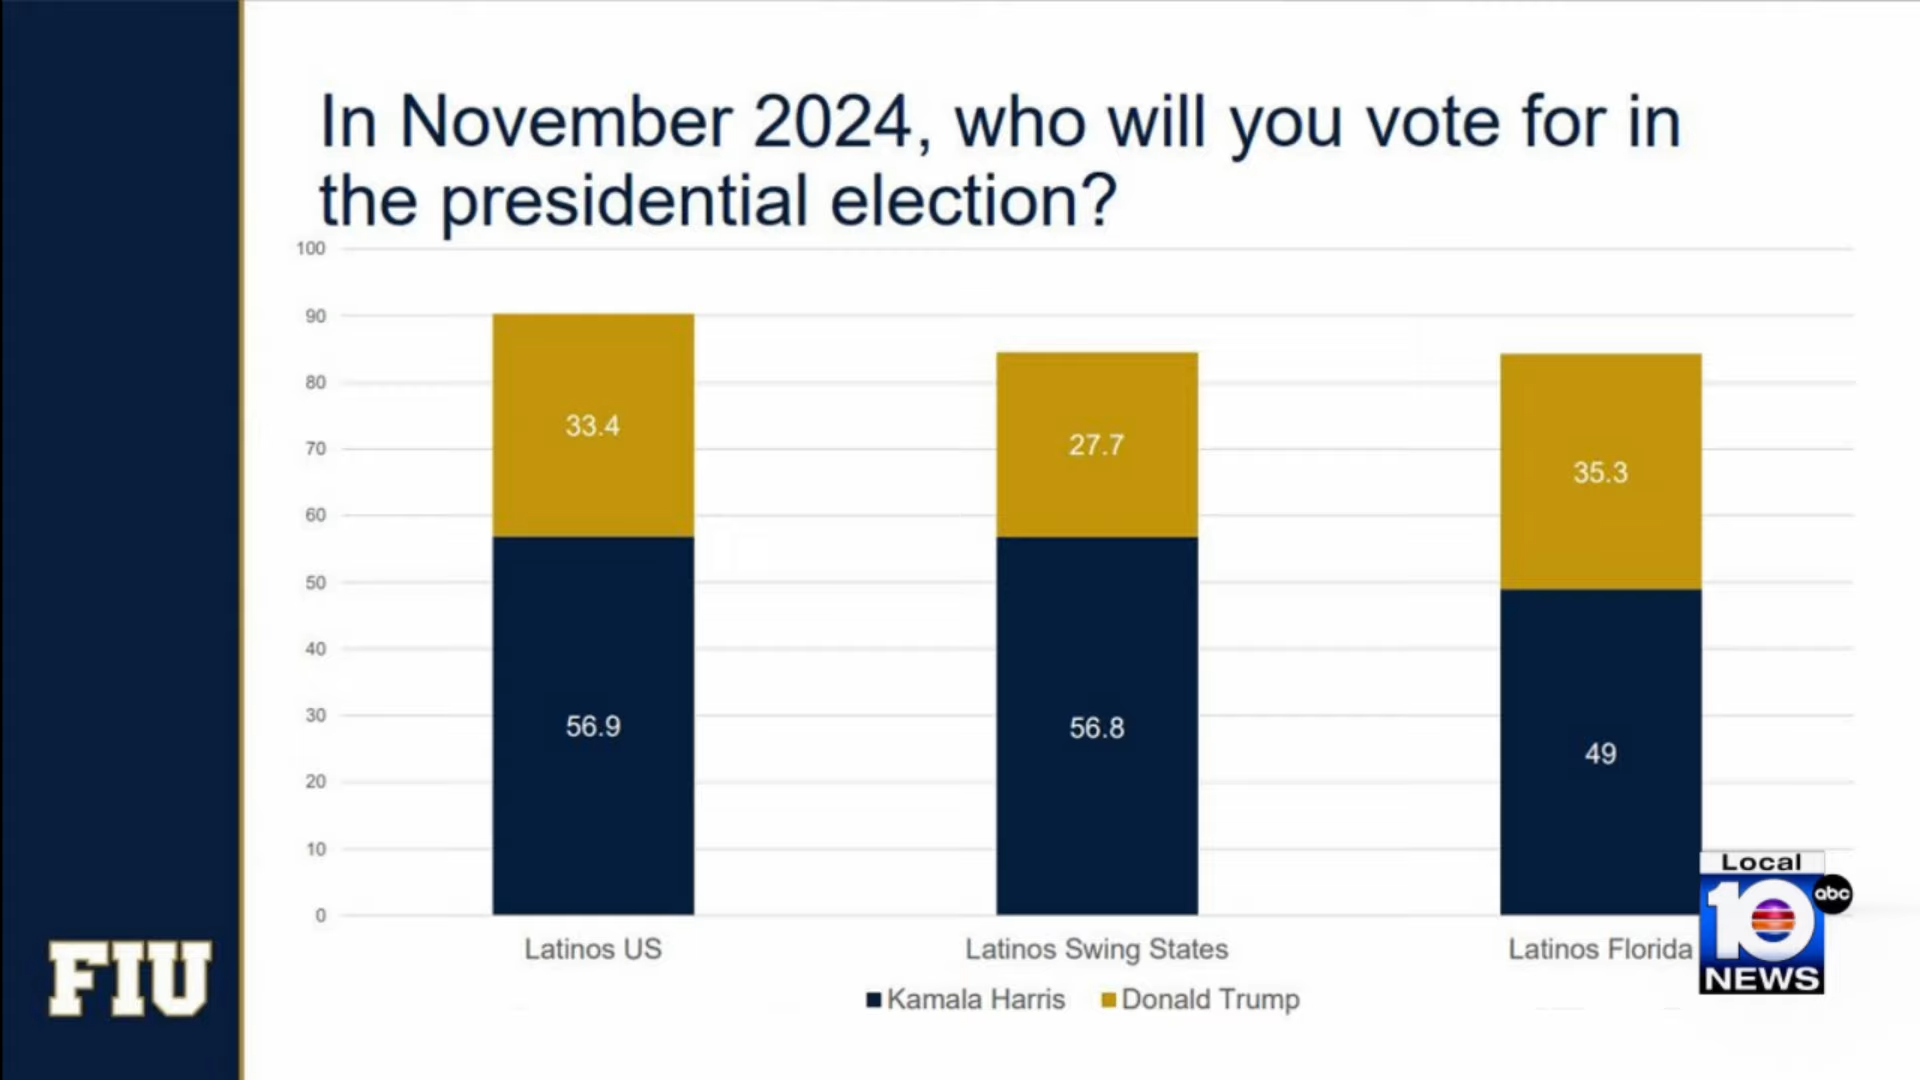 In November 2024, who will you vote for in
the presidential election?
100
90
80
70
60
50
40
30
20
10
0
33.4
27.7
35.3
56.9
56.8
49
Latinos US
Latinos Swing States
Latinos Florida
Kamala Harris
Donald Trump
FIU
Local
10
abc
NEWS